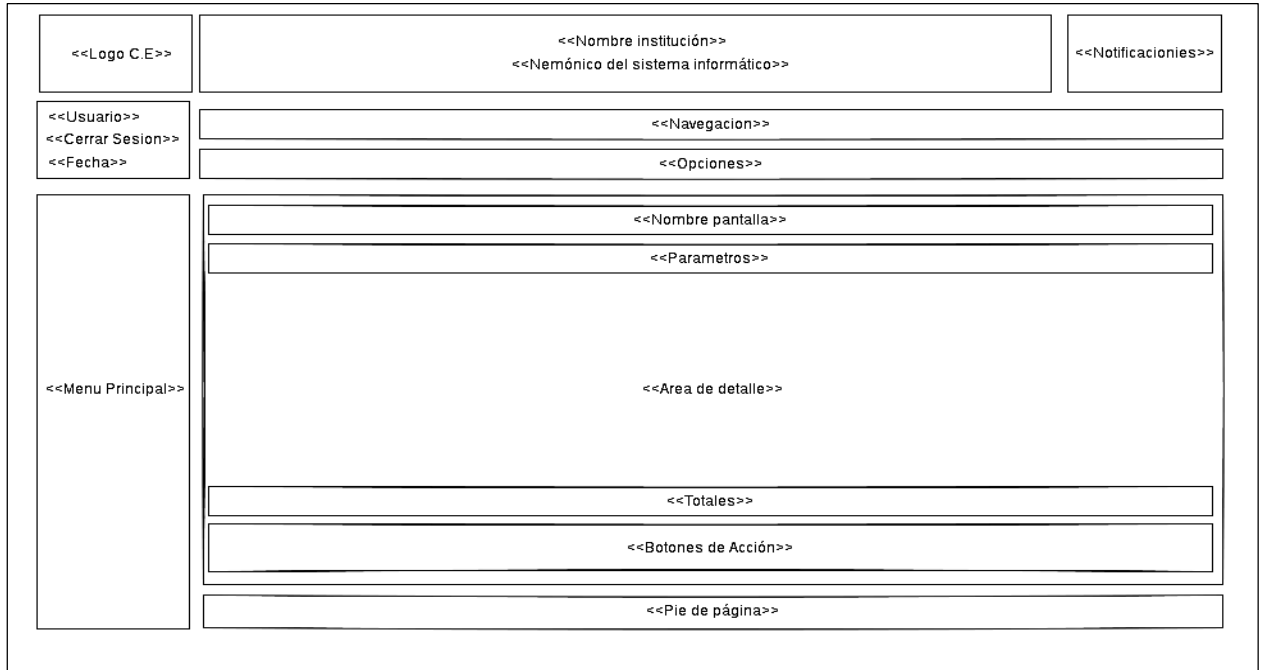 <<Logo C.E>>
<<Nombre institución>>
<<Nemónico del sistema informático>>
<<Notificacionies>>
<<Usuario>>
<<Cerrar Sesion>>
<<Fecha>>
<<Navegacion>>
<<Opciones>>
<<Menu Principal>>
<<Nombre pantalla>>
<<Parametros>>
<<Area de detalle>>
<<Totales>>
<<Botones de Acción>>
<<Pie de página>>